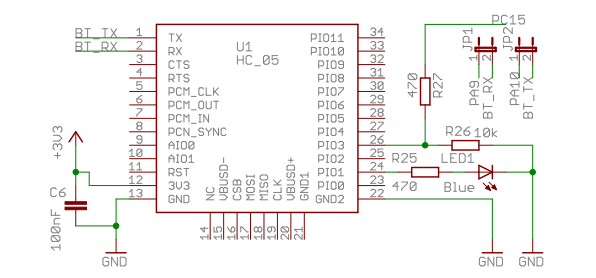 BT_TX 1 TX
BT_RX 2 RX
3 CTS
4 RTS
5 PCM_CLK
6 PCM_OUT
7 PCM_IN
8 PCN_SYNC
9 AIO0
10 AIO1
11 RST
12 3V3
13 GND
U1
HC_05
PIO11 34
PIO10 33
PIO9 32
PIO8 31
PIO7 30
PIO6 29
PIO5 28
PIO4 27
PIO3 26
PIO2 25
PIO1 24
PIO0 23
GND2 22
14 NC
15 VBUSD-
16 CSB
17 MOSI
18 MISO
19 CLK
20 VBUSD+
21 GND1
+3V3
C6
100nF
GND
PC15
JP1
1 2
PA9
BT_RX
JP2
1 2
PA10
BT_TX
470
R27
R26 10k
R25
470
LED1
Blue
GND
GND